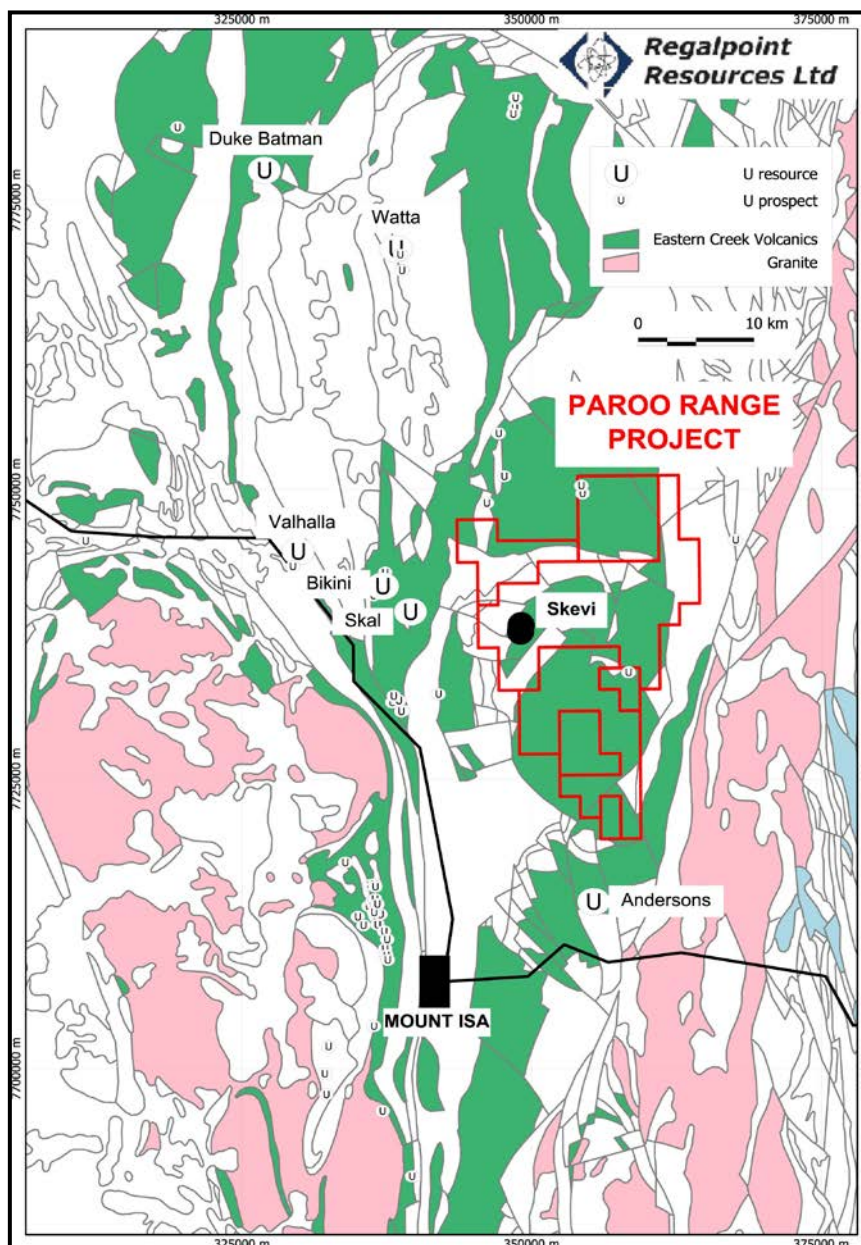 325000 m
350000 m
375000 m
Regalpoint
Resources Ltd
U U resource
U U prospect
Eastern Creek Volcanics
Granite
0 10 km
7775000 m
7750000 m
7725000 m
7700000 m
Duke Batman
U
Watta
U
PAROO RANGE
PROJECT
Valhalla
U
Bikini
U
Skal
U
Skevi
U Andersons
MOUNT ISA
325000 m
350000 m
375000 m